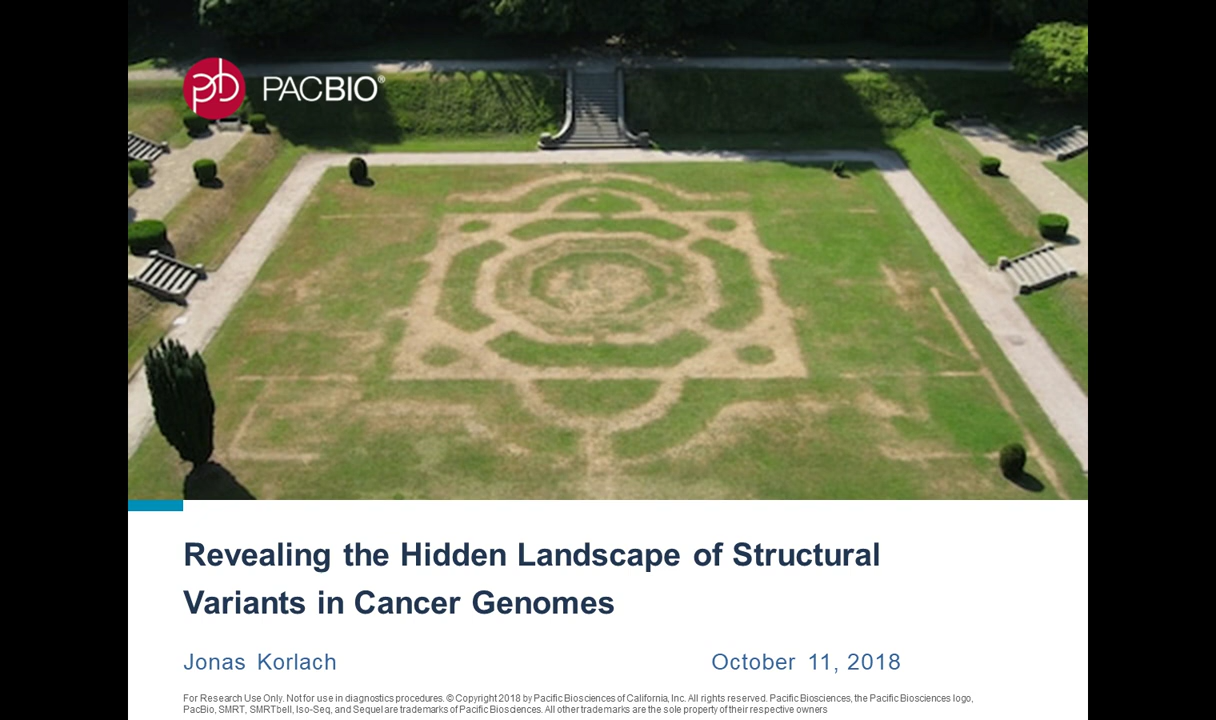 PACBIO®
Revealing the Hidden Landscape of Structural
Variants in Cancer Genomes
Jonas Korlach
October 11, 2018
For Research Use Only. Not for use in diagnostics procedures. © Copyright 2018 by Pacific Biosciences of California, Inc. All rights reserved. Pacific Biosciences, the Pacific Biosciences logo,
PacBio, SMRT, SMRTbell, Iso-Seq, and Sequel are trademarks of Pacific Biosciences. All other trademarks are the sole property of their respective owners